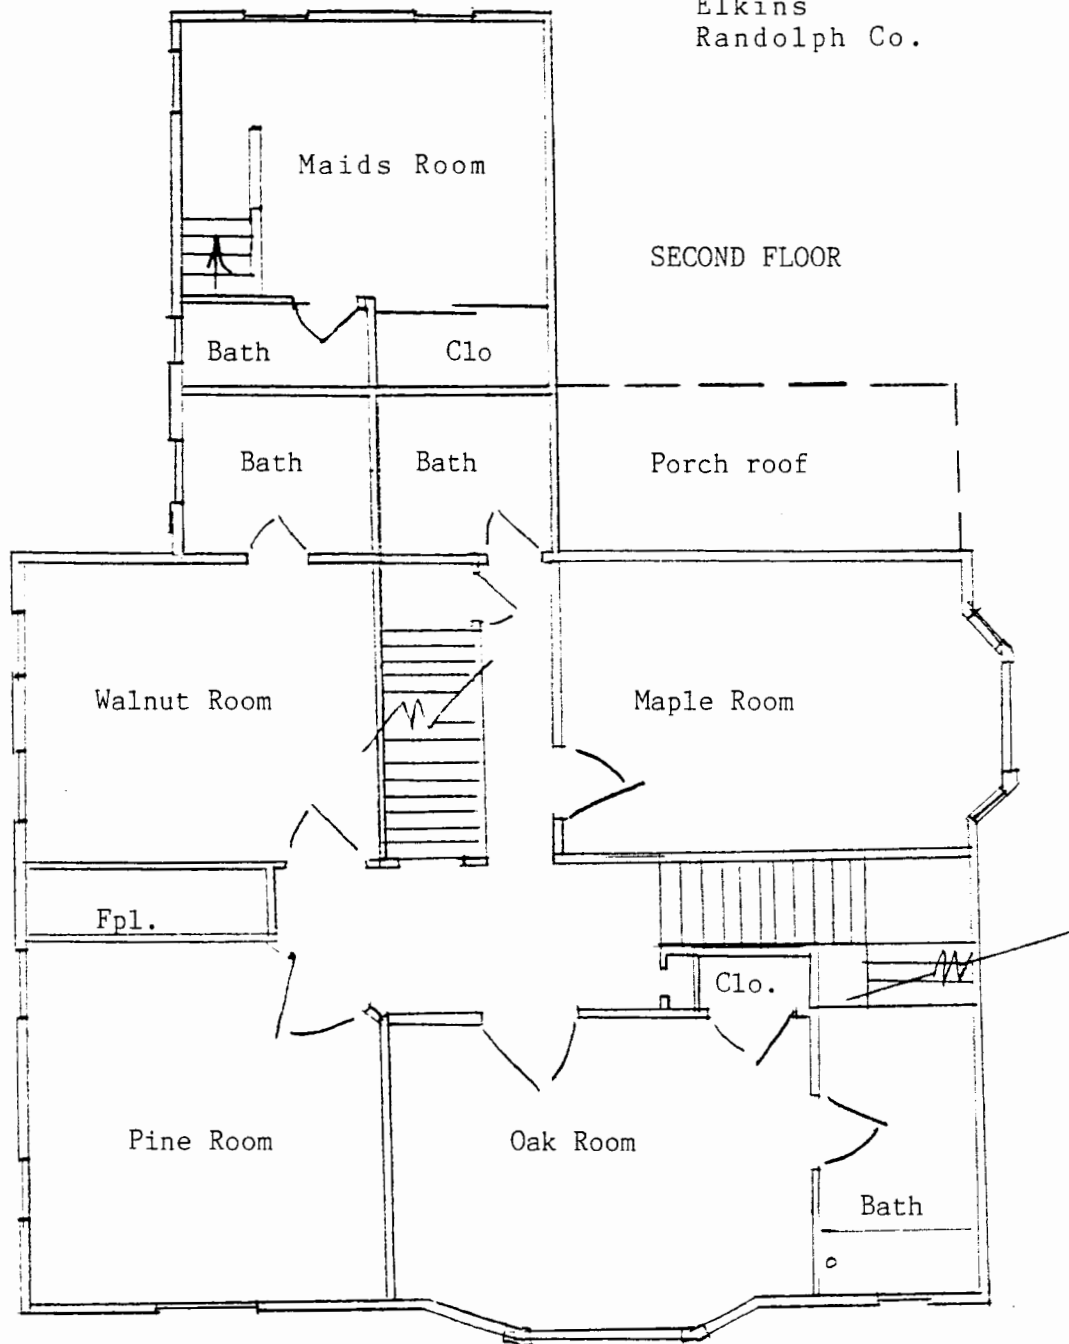 Elkins
Randolph Co.
Maids Room
SECOND FLOOR
Bath
Clo
Bath
Bath
Porch roof
Walnut Room
Maple Room
Fpl.
Clo.
Pine Room
Oak Room
Bath